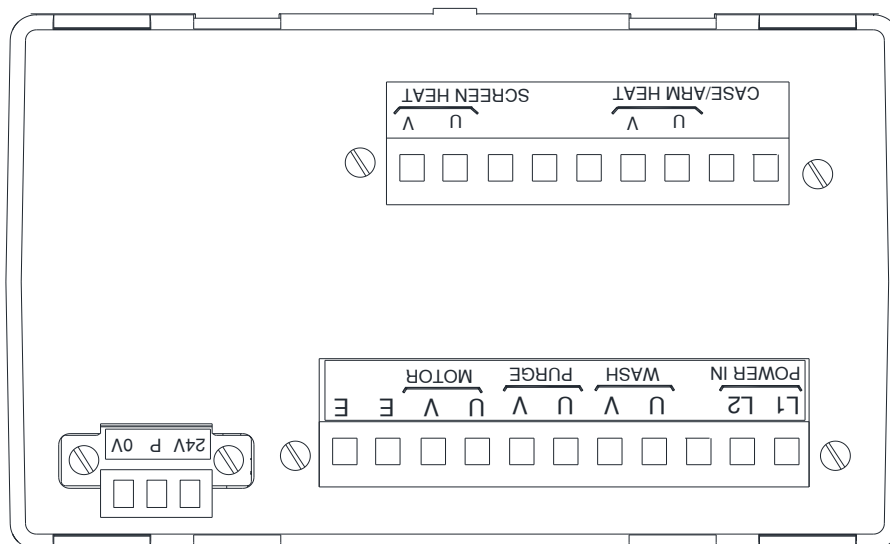 24V P 0V
L1 L2 U V U V U V E E
POWER IN WASH PURGE MOTOR
U V U V
CASE/ARM HEAT SCREEN HEAT